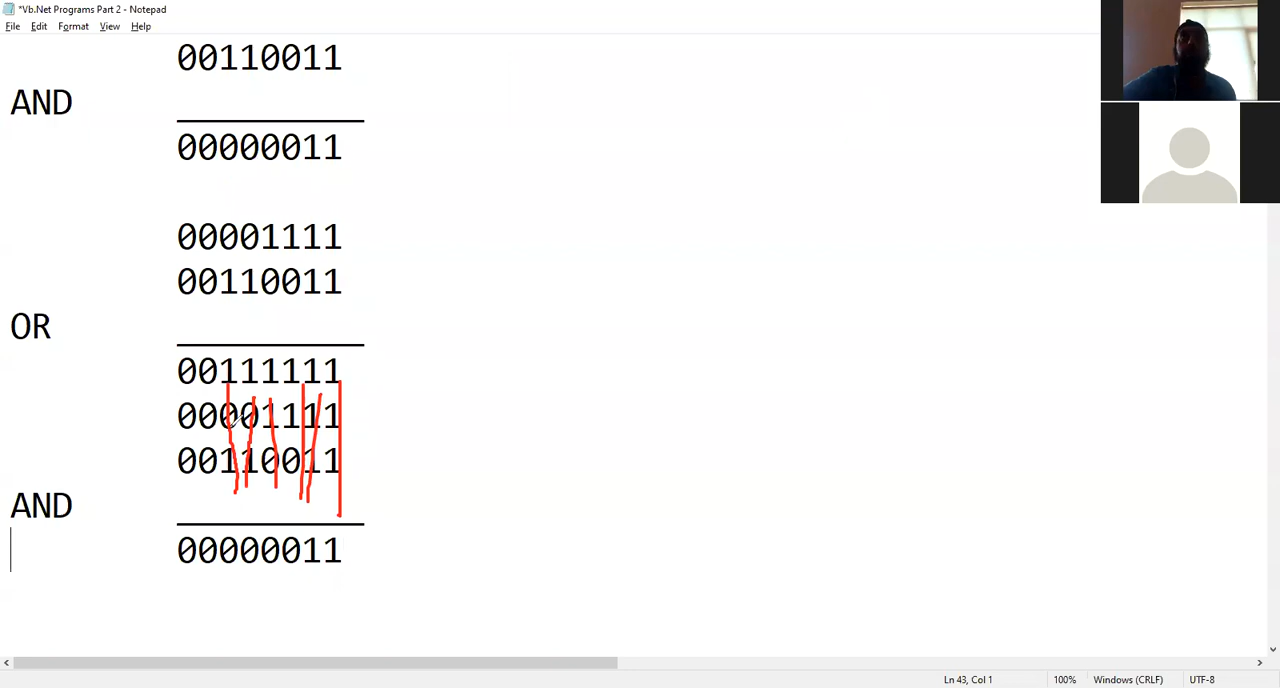 *Vb.Net Programs Part 2 - Notepad
File Edit Format View Help
00110011
AND
00000011
00001111
00110011
OR
00111111
00001111
00110011
AND
00000011
Ln 43, Col 1 100% Windows (CRLF) UTF-8